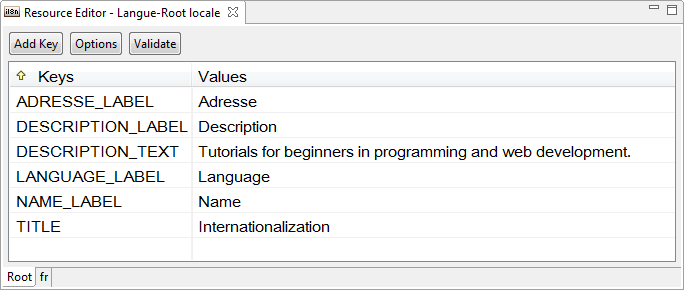 i18n Resource Editor - Langue-Root locale
Add Key Options Validate
Keys Values
ADRESSE_LABEL Adresse
DESCRIPTION_LABEL Description
DESCRIPTION_TEXT Tutorials for beginners in programming and web development.
LANGUAGE_LABEL Language
NAME_LABEL Name
TITLE Internationalization
Root fr